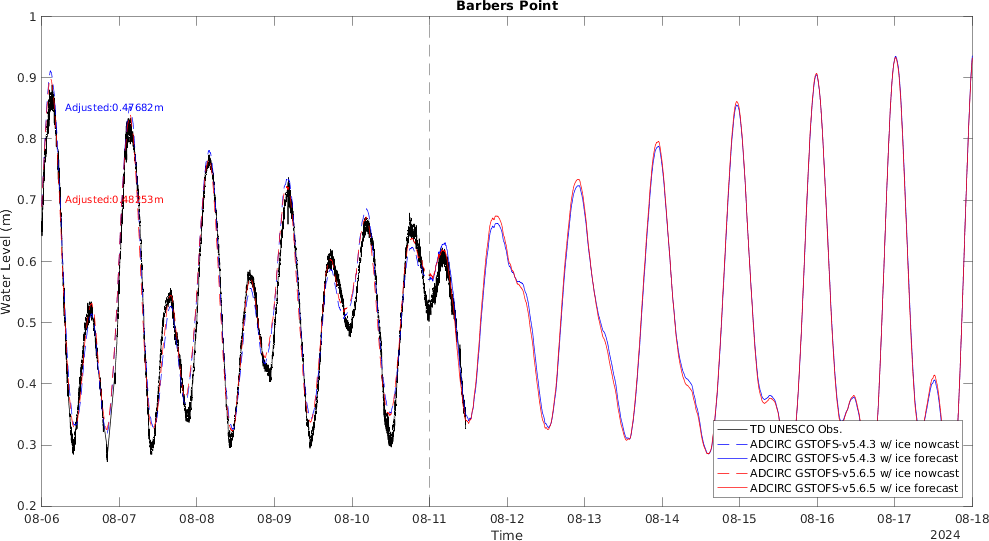 Barbers Point
Water Level (m)
1
0.9
0.8
0.7
0.6
0.5
0.4
0.3
0.2
Adjusted:0.47682m
Adjusted:0.48253m
TD UNESCO Obs.
ADCIRC GSTOFS-v5.4.3 w/ ice nowcast
ADCIRC GSTOFS-v5.4.3 w/ ice forecast
ADCIRC GSTOFS-v5.6.5 w/ ice nowcast
ADCIRC GSTOFS-v5.6.5 w/ ice forecast
08-06 08-07 08-08 08-09 08-10 08-11 08-12 08-13 08-14 08-15 08-16 08-17 08-18
Time
2024